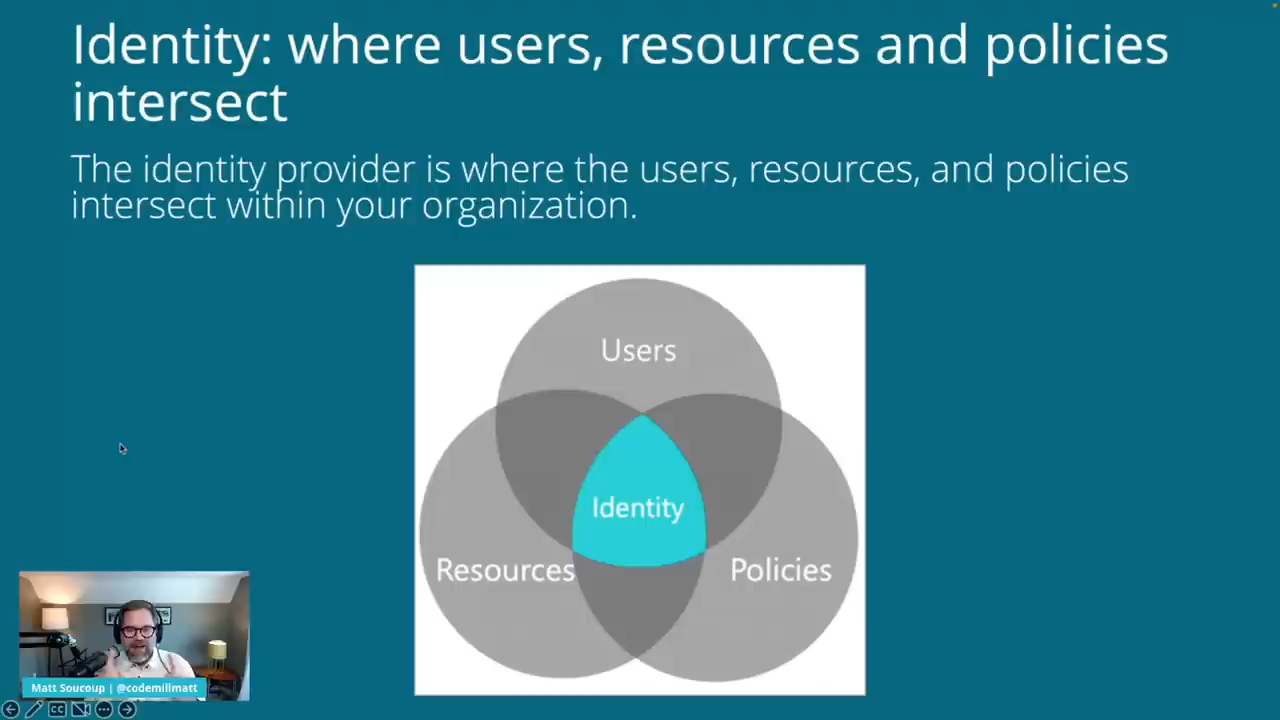 Identity: where users, resources and policies
intersect
The identity provider is where the users, resources, and policies
intersect within your organization.
Users
Identity
Resources
Policies
Matt Soucoup | @codemillmatt
CC